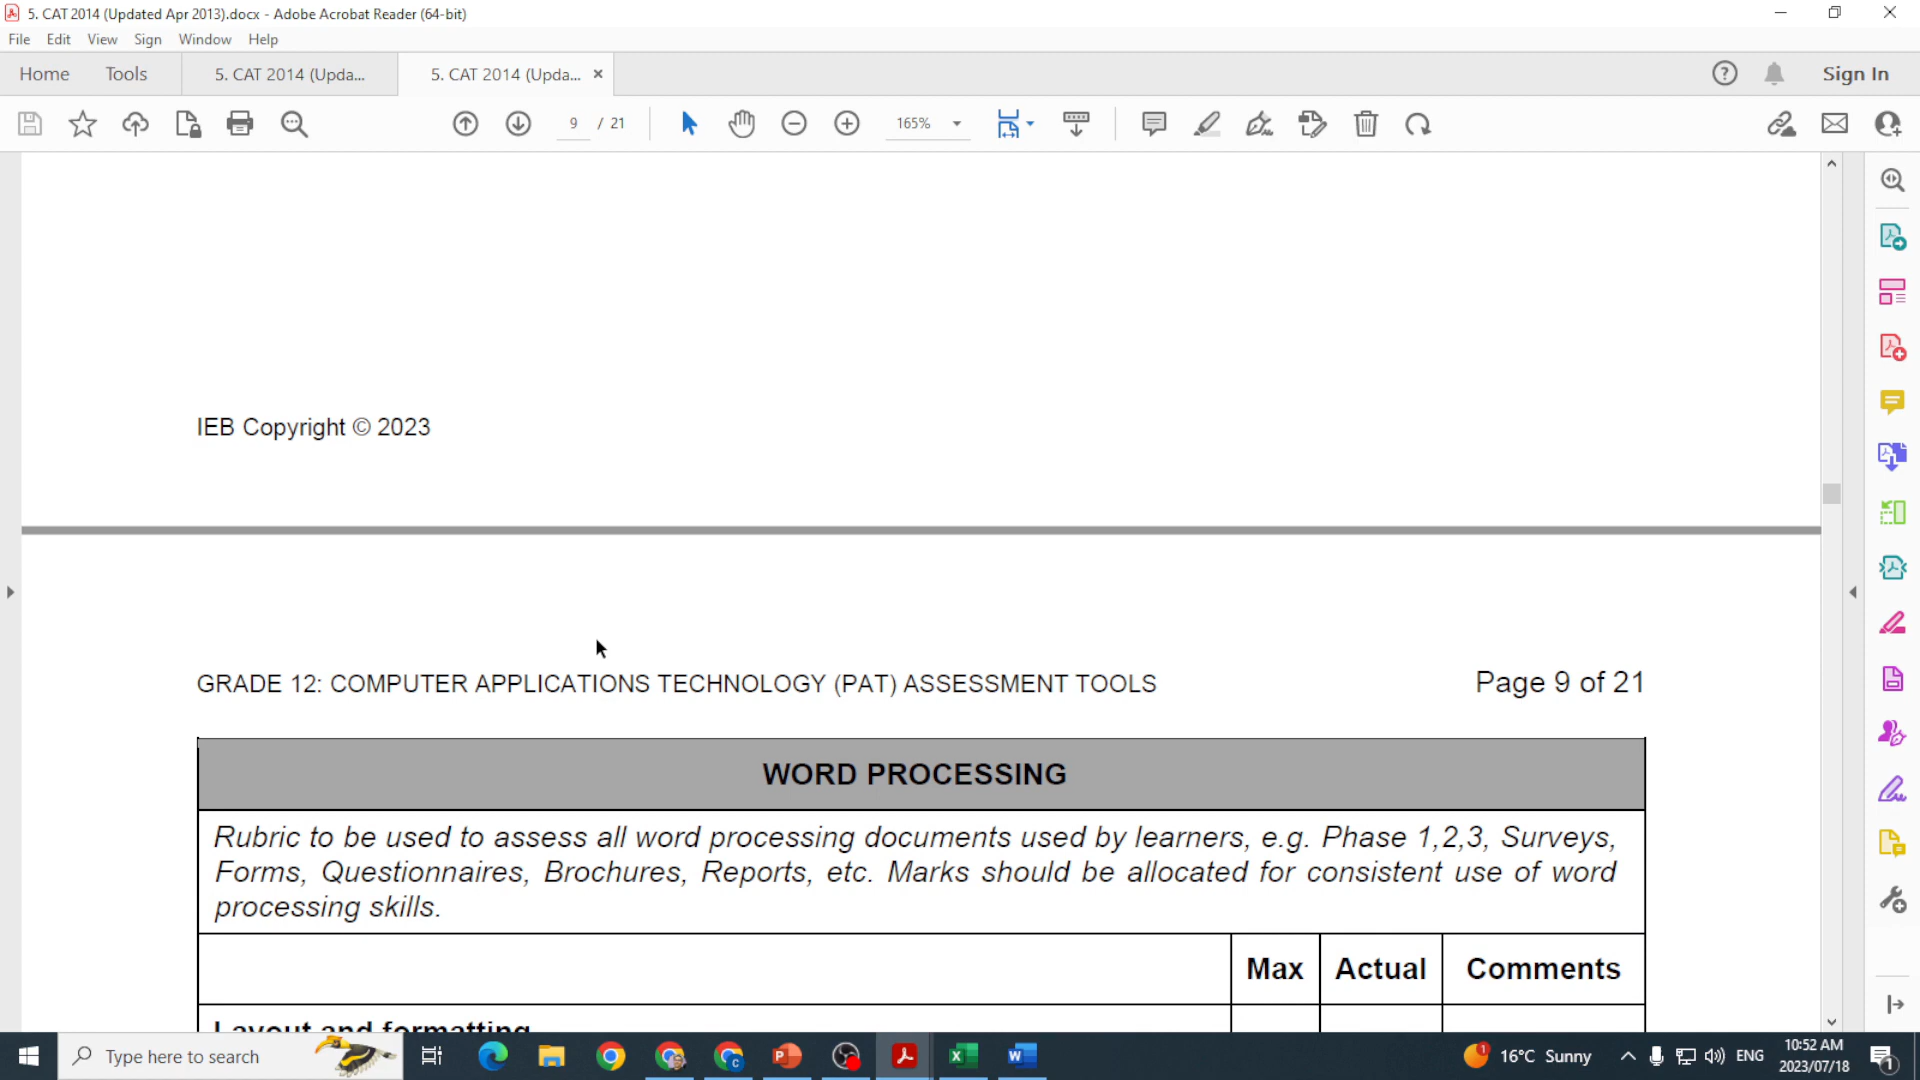 5. CAT 2014 (Updated Apr 2013).docx - Adobe Acrobat Reader (64-bit)
File Edit View Sign Window Help
Home Tools 5. CAT 2014 (Upda... 5. CAT 2014 (Upda... Sign In
9 / 21 165%
IEB Copyright © 2023
GRADE 12: COMPUTER APPLICATIONS TECHNOLOGY (PAT) ASSESSMENT TOOLS Page 9 of 21
WORD PROCESSING
Rubric to be used to assess all word processing documents used by learners, e.g. Phase 1,2,3, Surveys,
Forms, Questionnaires, Brochures, Reports, etc. Marks should be allocated for consistent use of word
processing skills.
Max Actual Comments
Layout and formatting
Type here to search 16°C Sunny ENG 10:52 AM
2023/07/18